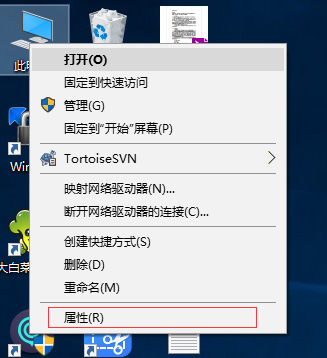 此电
打开(O)
固定到快速访问
管理(G)
固定到"开始"屏幕(P)
Win
TortoiseSVN
映射网络驱动器(N)...
断开网络驱动器的连接(C)...
创建快捷方式(S)
大白菜
删除(D)
重命名(M)
属性(R)